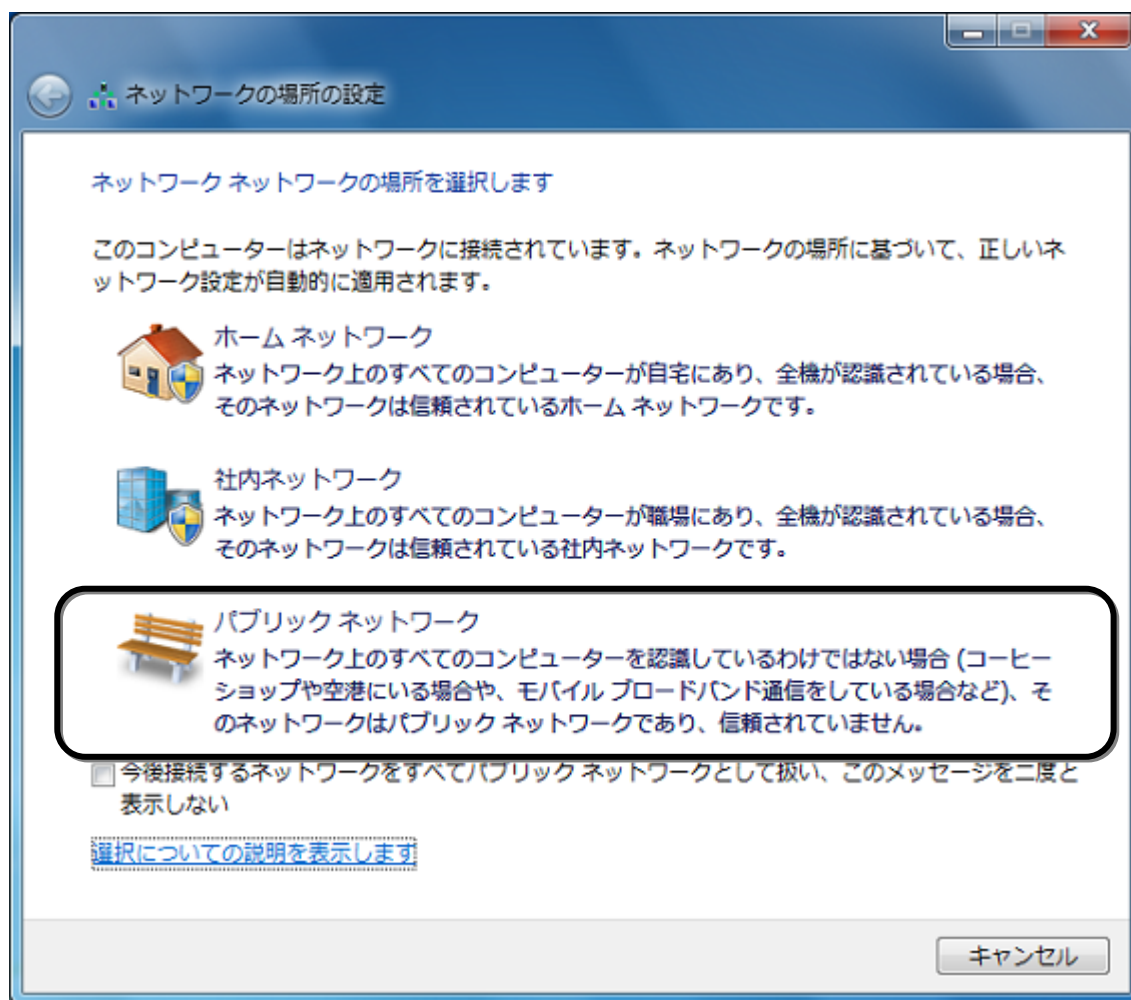 ネットワークの場所の設定
ネットワーク ネットワークの場所を選択します
このコンピューターはネットワークに接続されています。ネットワークの場所に基づいて、正しいネ
ットワーク設定が自動的に適用されます。
ホーム ネットワーク
ネットワーク上のすべてのコンピューターが自宅にあり、全機が認識されている場合、
そのネットワークは信頼されているホーム ネットワークです。
社内ネットワーク
ネットワーク上のすべてのコンピューターが職場にあり、全機が認識されている場合、
そのネットワークは信頼されている社内ネットワークです。
パブリック ネットワーク
ネットワーク上のすべてのコンピューターを認識しているわけではない場合 (コーヒー
ショップや空港にいる場合や、モバイル ブロードバンド通信をしている場合など)、そ
のネットワークはパブリック ネットワークであり、信頼されていません。
今後接続するネットワークをすべてパブリック ネットワークとして扱い、このメッセージを二度と
表示しない
選択についての説明を表示します
キャンセル